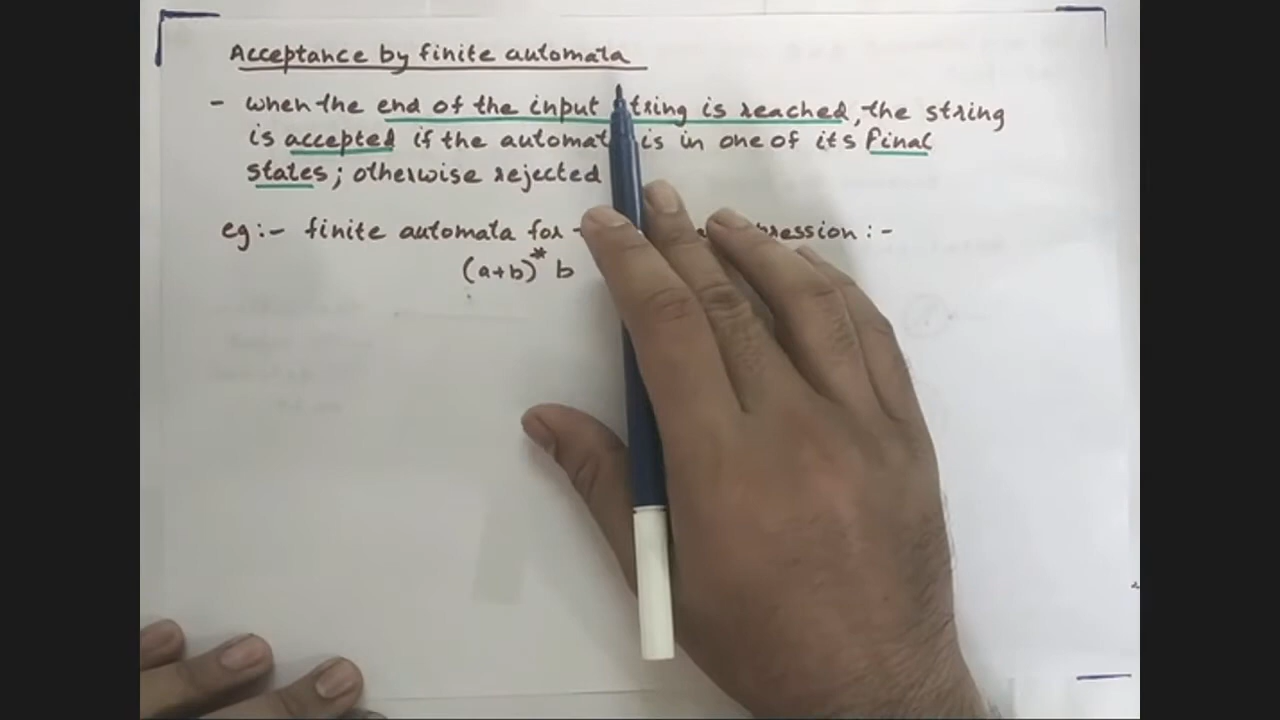 Acceptance by finite automata
- when the end of the input string is reached, the string
is accepted if the automata is in one of its final
states; otherwise rejected
eg:- finite automata for :-
(a+b)* b